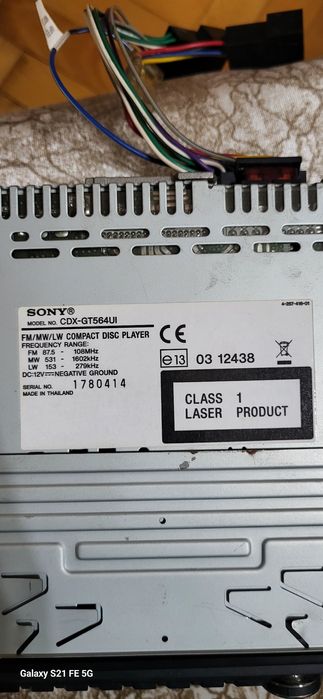 4-257-416-01
SONY®
MODEL NO. CDX-GT564UI
FM/MW/LW COMPACT DISC PLAYER
FREQUENCY RANGE:
FM 87.5 - 108MHz
MW 531 - 1602kHz
LW 153 - 279kHz
DC:12V NEGATIVE GROUND
SERIAL NO. 1780414
MADE IN THAILAND
CE
e13 03 12438
CLASS 1
LASER PRODUCT
Galaxy S21 FE 5G